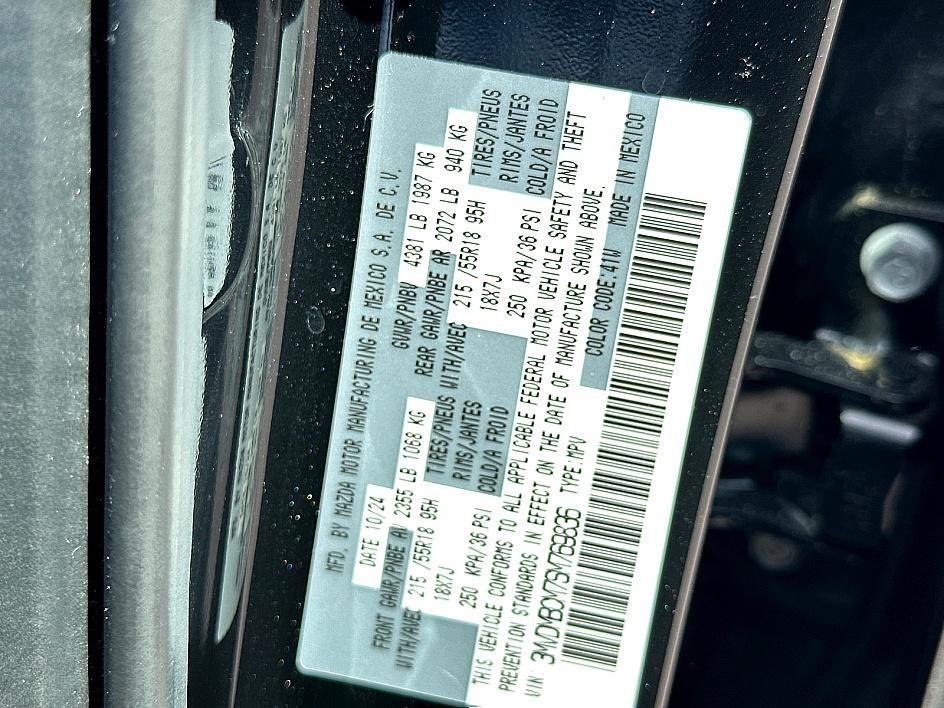 MFD. BY MAZDA MOTOR MANUFACTURING DE MEXICO S.A. DE C.V.
DATE 10/24 GVWR/PNBV 4381 LB 1987 KG
FRONT GAWR/PNBE AV 2355 LB 1068 KG REAR GAWR/PNBE AR 2072 LB 940 KG
WITH/AVEC 215 /55R18 95H TIRES/PNEUS WITH/AVEC 215 /55R18 95H TIRES/PNEUS
18X7J RIMS/JANTES 18X7J RIMS/JANTES
250 KPA/36 PSI COLD/A FROID 250 KPA/36 PSI COLD/A FROID
THIS VEHICLE CONFORMS TO ALL APPLICABLE FEDERAL MOTOR VEHICLE SAFETY AND THEFT
PREVENTION STANDARDS IN EFFECT ON THE DATE OF MANUFACTURE SHOWN ABOVE.
VIN 3MVDMBDM7SM769836 TYPE:MPV COLOR CODE:41W MADE IN MEXICO